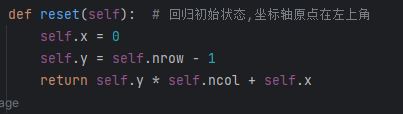 def reset(self):  # 回归初始状态,坐标轴原点在左上角
    self.x = 0
    self.y = self.nrow - 1
    return self.y * self.ncol + self.x
age